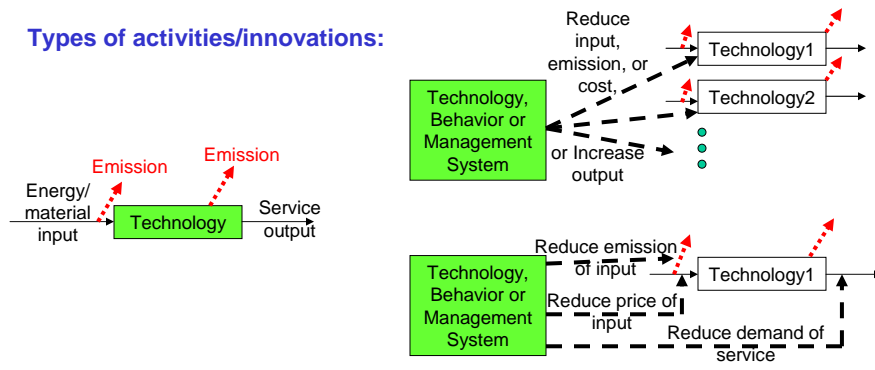 Types of activities/innovations:
Emission
Emission
Energy/
material
input
Technology
Service
output
Technology,
Behavior or
Management
System
Reduce
input,
emission, or
cost,
or Increase
output
Technology1
Technology2
Technology,
Behavior or
Management
System
Reduce emission
of input
Reduce price of
input
Reduce demand of
service
Technology1